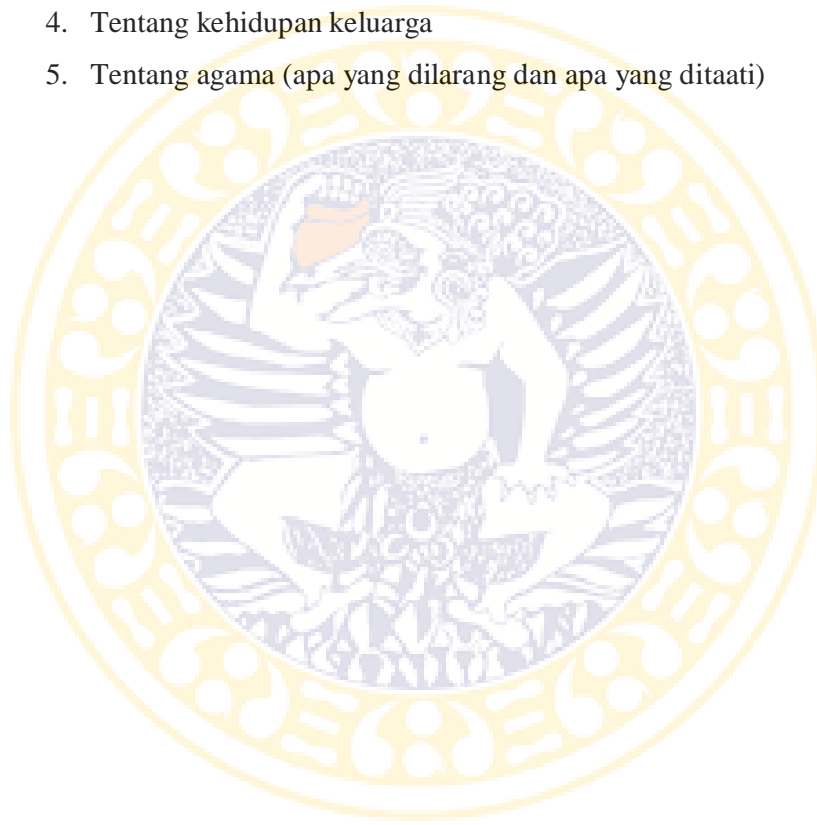 4. Tentang kehidupan keluarga
5. Tentang agama (apa yang dilarang dan apa yang ditaati)